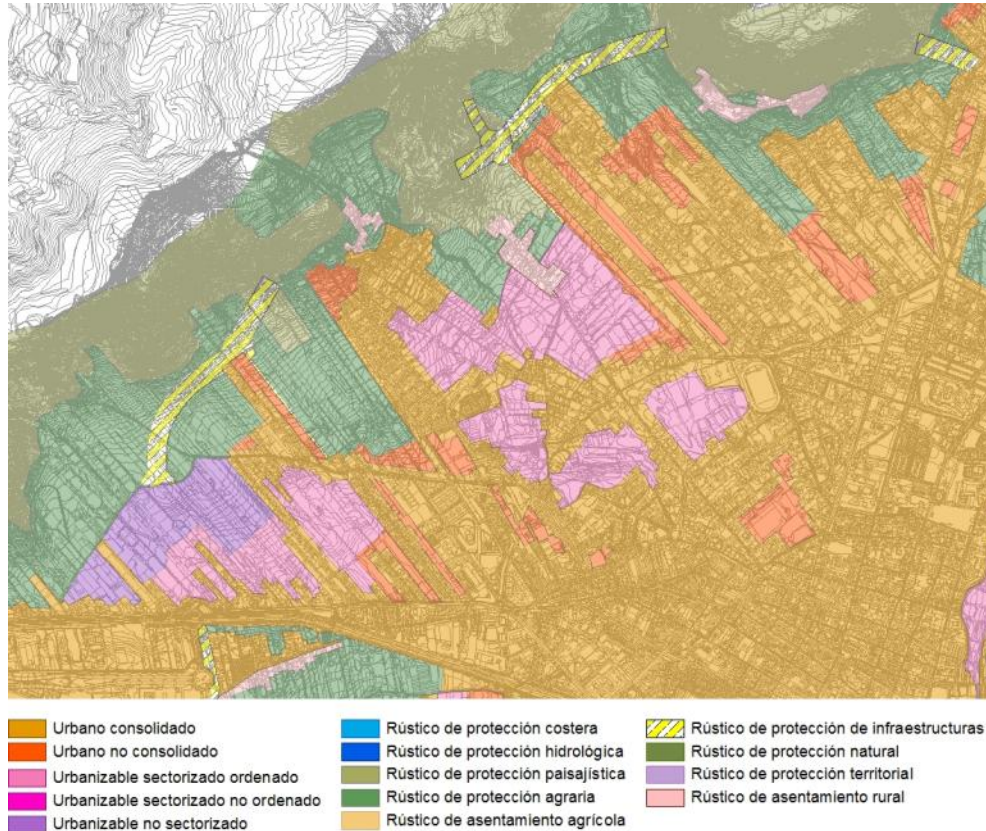 Urbano consolidado
Urbano no consolidado
Urbanizable sectorizado ordenado
Urbanizable sectorizado no ordenado
Urbanizable no sectorizado
Rústico de protección costera
Rústico de protección hidrológica
Rústico de protección paisajística
Rústico de protección agraria
Rústico de asentamiento agrícola
Rústico de protección de infraestructuras
Rústico de protección natural
Rústico de protección territorial
Rústico de asentamiento rural